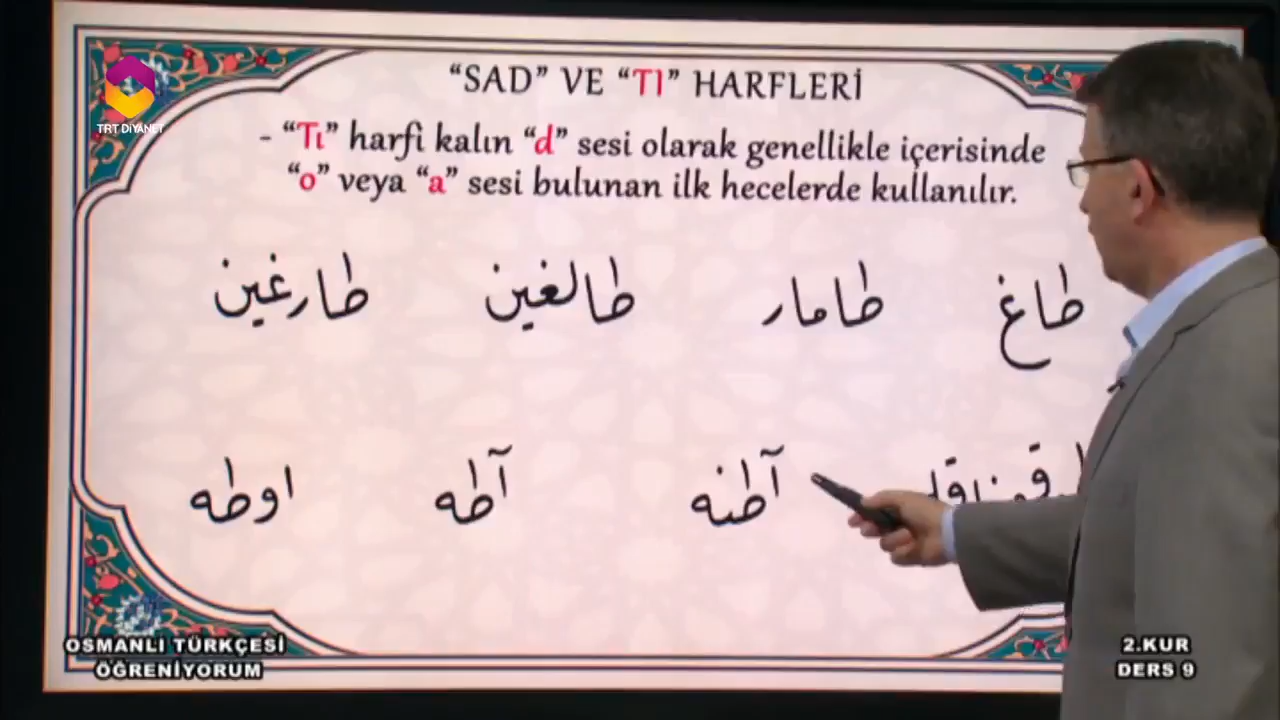 TRT DİYANET
“SAD” VE “TI” HARFLERİ
- “Tı” harfi kalın “d” sesi olarak genellikle içerisinde
“o” veya “a” sesi bulunan ilk hecelerde kullanılır.
طاغ طامار طالغين طارغين
آطنه آطه اوطه
OSMANLI TÜRKÇESİ
ÖĞRENİYORUM
2.KUR
DERS 9